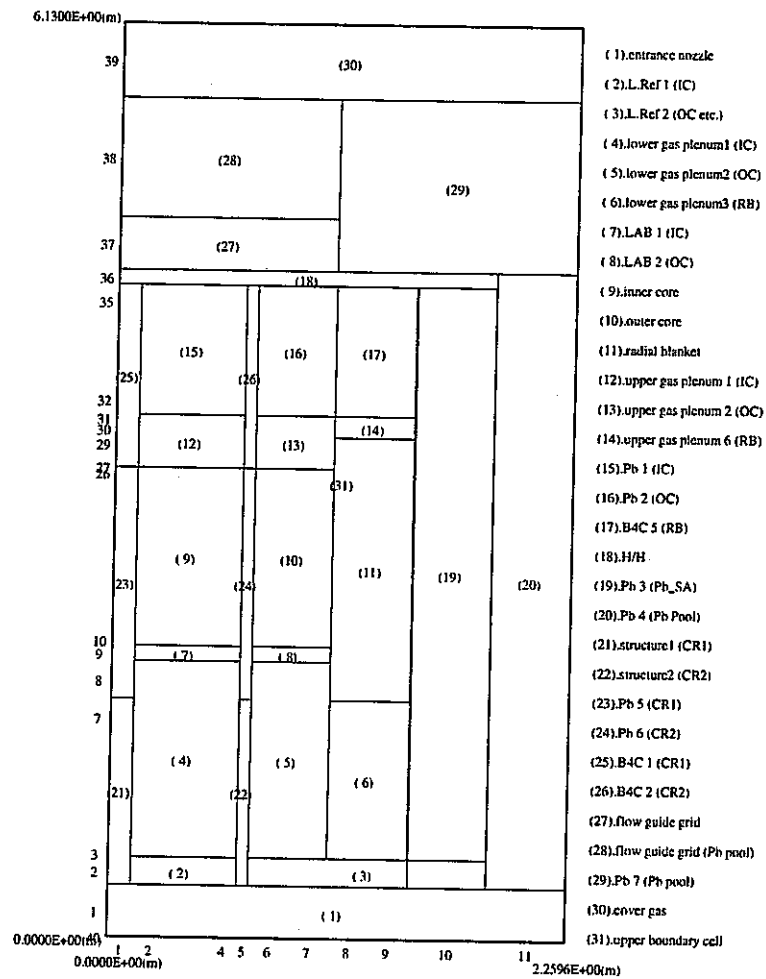 6.1300E+00(m)
39
(30)
38
(28)
(29)
37
(27)
36
(18)
35
(15)
(16)
(17)
(25)
(26)
32
31
30
(14)
29
(12)
(13)
27
26
(31)
(9)
(10)
(11)
(19)
(20)
(23)
(24)
10
9
(7)
(8)
8
7
(4)
(5)
(6)
(21)
(22)
3
2
(2)
(3)
1
(1)
0.0000E+00(m)
1 2 4 5 6 7 8 9 10 11
0.0000E+00(m)
2.2596E+00(m)
(1).entrance nozzle
(2).L.Ref 1 (IC)
(3).L.Ref 2 (OC etc.)
(4).lower gas plenum1 (IC)
(5).lower gas plenum2 (OC)
(6).lower gas plenum3 (RB)
(7).LAB 1 (IC)
(8).LAB 2 (OC)
(9).inner core
(10).outer core
(11).radial blanket
(12).upper gas plenum 1 (IC)
(13).upper gas plenum 2 (OC)
(14).upper gas plenum 6 (RB)
(15).Pb 1 (IC)
(16).Pb 2 (OC)
(17).B4C 5 (RB)
(18).H/H
(19).Pb 3 (Pb_SA)
(20).Pb 4 (Pb Pool)
(21).structure1 (CR1)
(22).structure2 (CR2)
(23).Pb 5 (CR1)
(24).Pb 6 (CR2)
(25).B4C 1 (CR1)
(26).B4C 2 (CR2)
(27).flow guide grid
(28).flow guide grid (Pb pool)
(29).Pb 7 (Pb pool)
(30).cover gas
(31).upper boundary cell